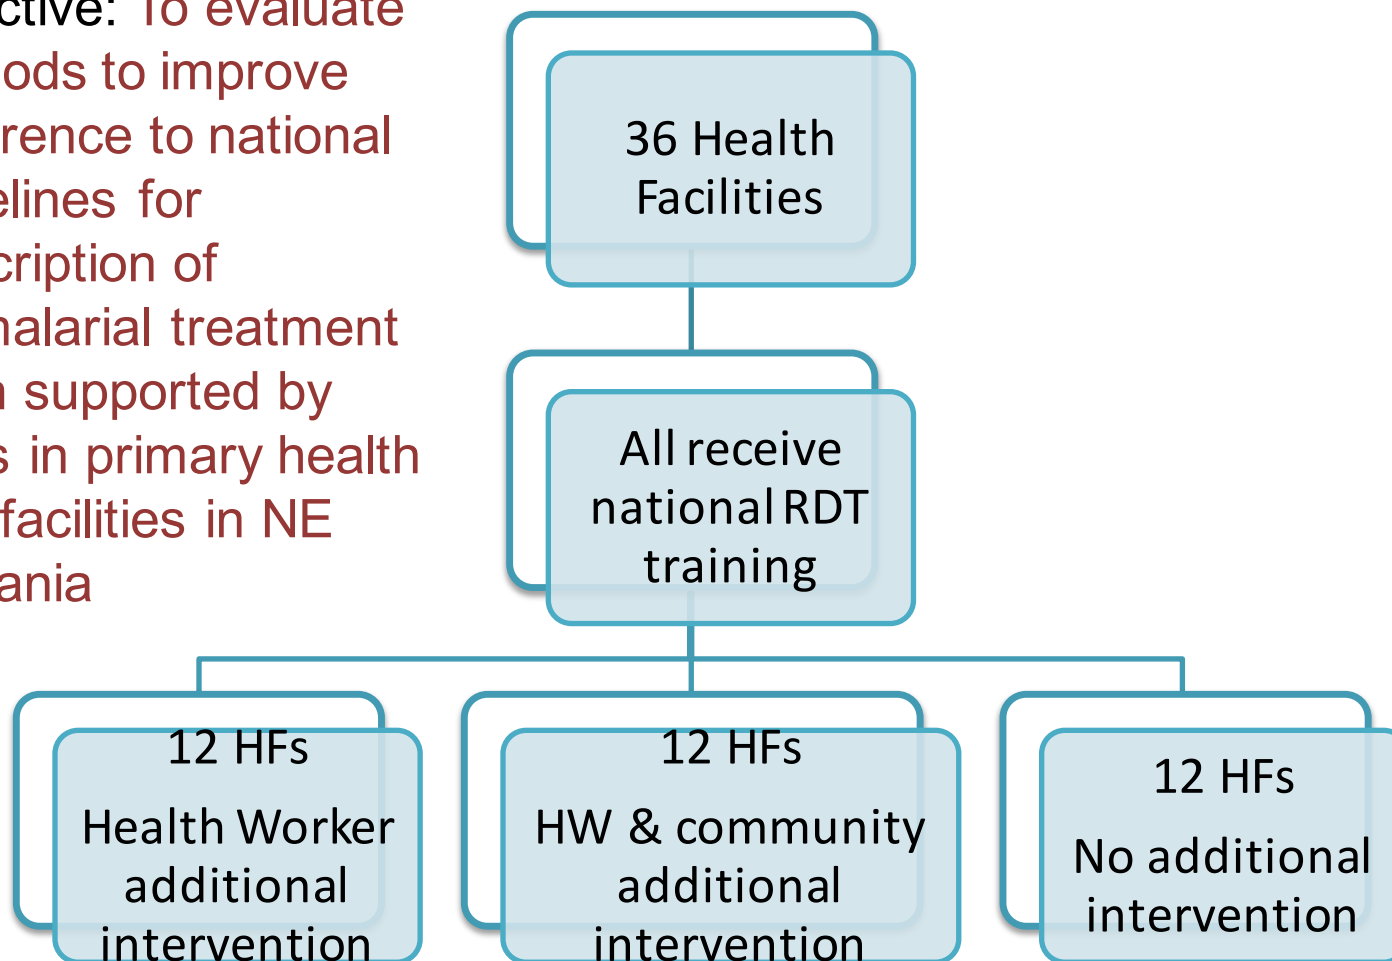 ctive: To evaluate
ods to improve
rence to national
elines for
cription of
nalarial treatment
n supported by
s in primary health
facilities in NE
ania
36 Health
Facilities
All receive
national RDT
training
12 HFs
Health Worker
additional
intervention
12 HFs
HW & community
additional
intervention
12 HFs
No additional
intervention